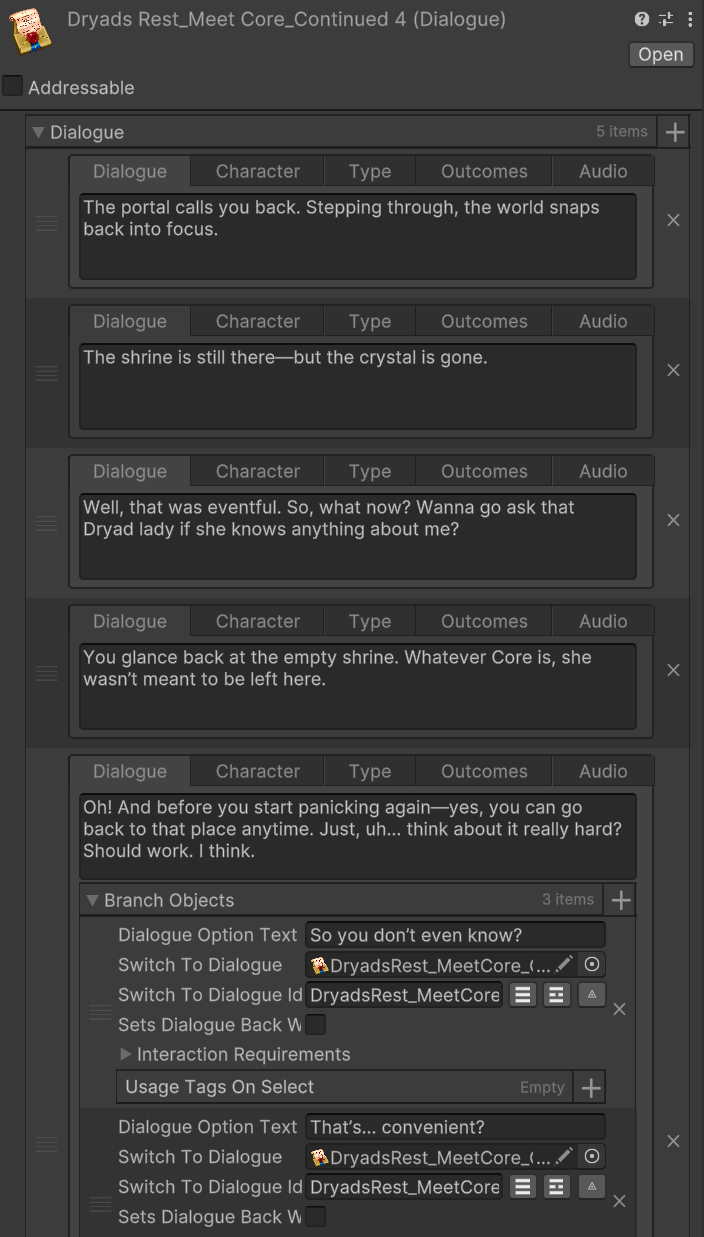 Dryads Rest_Meet Core_Continued 4 (Dialogue)
Open
Addressable
Dialogue 5 items
Dialogue Character Type Outcomes Audio
The portal calls you back. Stepping through, the world snaps
back into focus.
Dialogue Character Type Outcomes Audio
The shrine is still there—but the crystal is gone.
Dialogue Character Type Outcomes Audio
Well, that was eventful. So, what now? Wanna go ask that
Dryad lady if she knows anything about me?
Dialogue Character Type Outcomes Audio
You glance back at the empty shrine. Whatever Core is, she
wasn’t meant to be left here.
Dialogue Character Type Outcomes Audio
Oh! And before you start panicking again—yes, you can go
back to that place anytime. Just, uh… think about it really hard?
Should work. I think.
Branch Objects 3 items
Dialogue Option Text So you don’t even know?
Switch To Dialogue DryadsRest_MeetCore_(...
Switch To Dialogue Id DryadsRest_MeetCore
Sets Dialogue Back W
Interaction Requirements
Usage Tags On Select Empty
Dialogue Option Text That’s… convenient?
Switch To Dialogue DryadsRest_MeetCore_(...
Switch To Dialogue Id DryadsRest_MeetCore
Sets Dialogue Back W